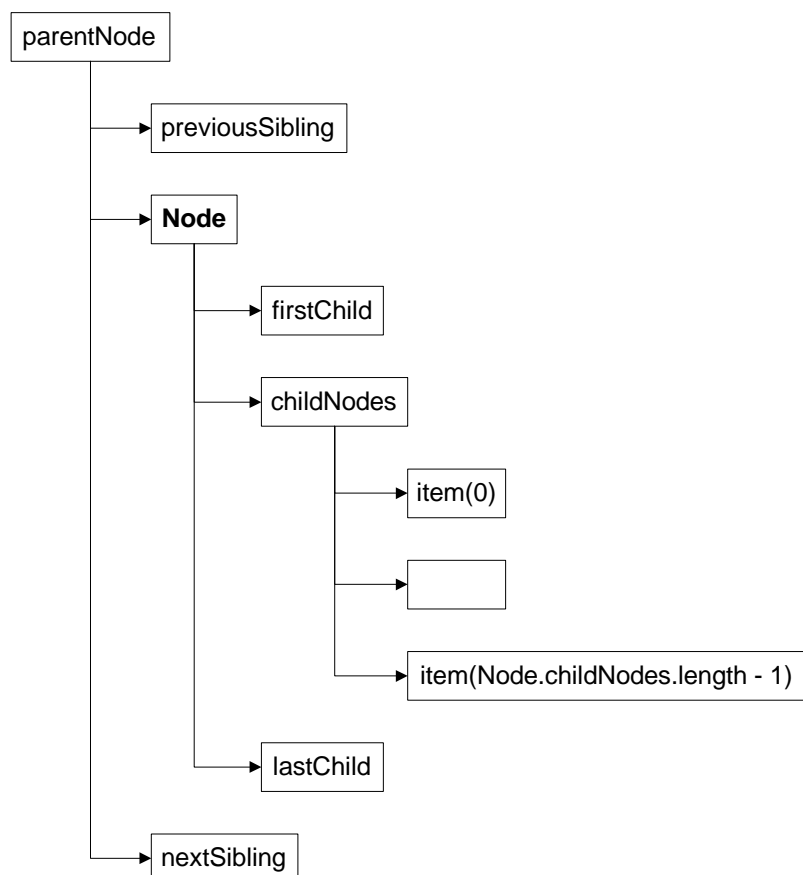 parentNode
previousSibling
Node
firstChild
childNodes
item(0)
item(Node.childNodes.length - 1)
lastChild
nextSibling